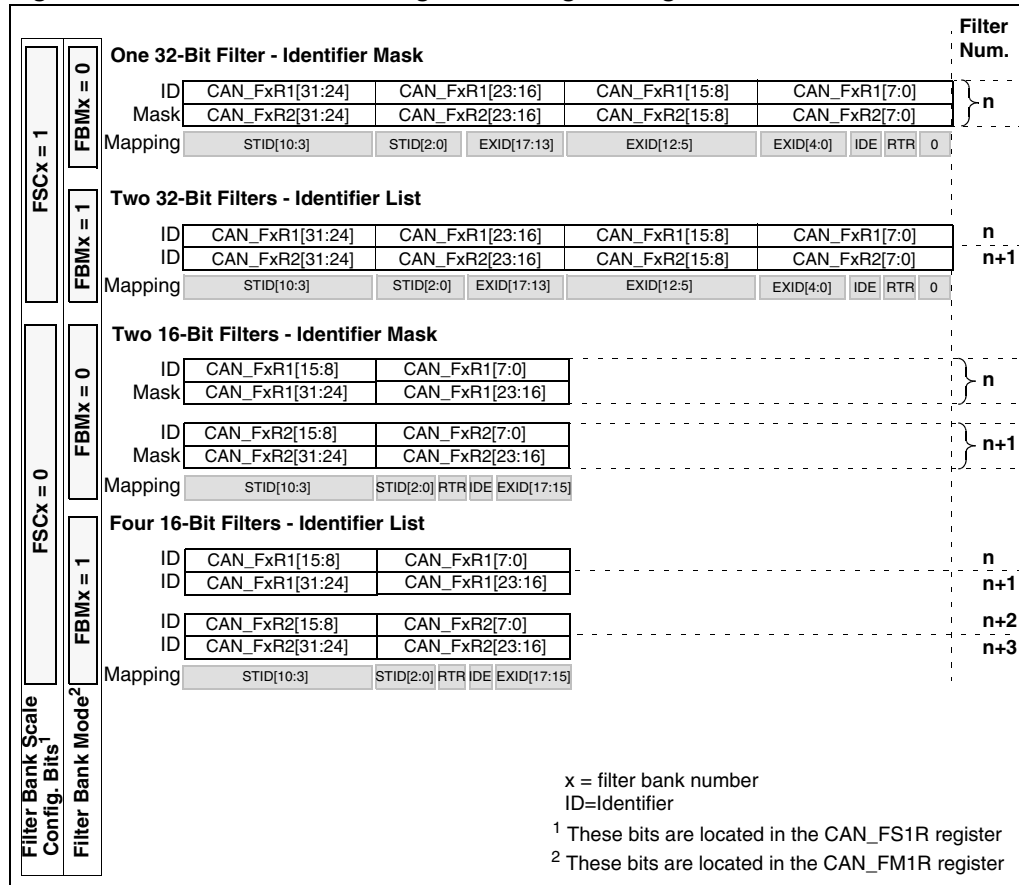 Filter
Num.
One 32-Bit Filter - Identifier Mask
ID CAN_FxR1[31:24] CAN_FxR1[23:16] CAN_FxR1[15:8] CAN_FxR1[7:0]
Mask CAN_FxR2[31:24] CAN_FxR2[23:16] CAN_FxR2[15:8] CAN_FxR2[7:0]
n
Mapping STID[10:3] STID[2:0] EXID[17:13] EXID[12:5] EXID[4:0] IDE RTR 0
FSCx = 1
FBMx = 0
Two 32-Bit Filters - Identifier List
ID CAN_FxR1[31:24] CAN_FxR1[23:16] CAN_FxR1[15:8] CAN_FxR1[7:0] n
ID CAN_FxR2[31:24] CAN_FxR2[23:16] CAN_FxR2[15:8] CAN_FxR2[7:0] n+1
Mapping STID[10:3] STID[2:0] EXID[17:13] EXID[12:5] EXID[4:0] IDE RTR 0
FBMx = 1
Two 16-Bit Filters - Identifier Mask
ID CAN_FxR1[15:8] CAN_FxR1[7:0]
Mask CAN_FxR1[31:24] CAN_FxR1[23:16]
n
ID CAN_FxR2[15:8] CAN_FxR2[7:0]
Mask CAN_FxR2[31:24] CAN_FxR2[23:16]
n+1
Mapping STID[10:3] STID[2:0] RTR IDE EXID[17:15]
FSCx = 0
FBMx = 0
Four 16-Bit Filters - Identifier List
ID CAN_FxR1[15:8] CAN_FxR1[7:0] n
ID CAN_FxR1[31:24] CAN_FxR1[23:16] n+1
ID CAN_FxR2[15:8] CAN_FxR2[7:0] n+2
ID CAN_FxR2[31:24] CAN_FxR2[23:16] n+3
Mapping STID[10:3] STID[2:0] RTR IDE EXID[17:15]
FBMx = 1
Filter Bank Scale
Config. Bits1
Filter Bank Mode2
x = filter bank number
ID=Identifier
1 These bits are located in the CAN_FS1R register
2 These bits are located in the CAN_FM1R register